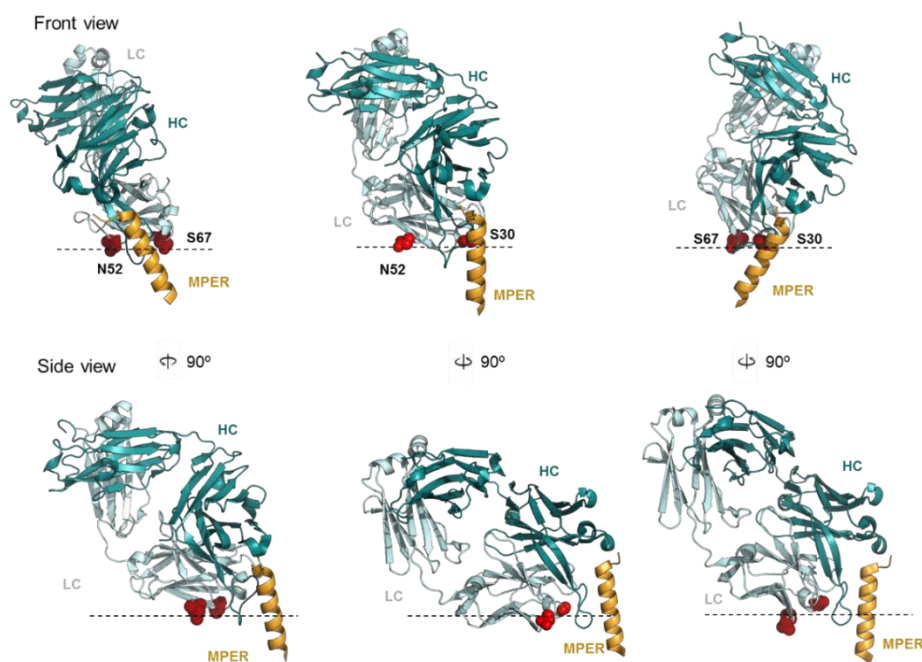 Front view
LC
HC
S67
N52
MPER
HC
LC
S30
N52
MPER
HC
LC
S67
S30
MPER
Side view
90º
90º
90º
HC
LC
MPER
HC
LC
MPER
HC
LC
MPER